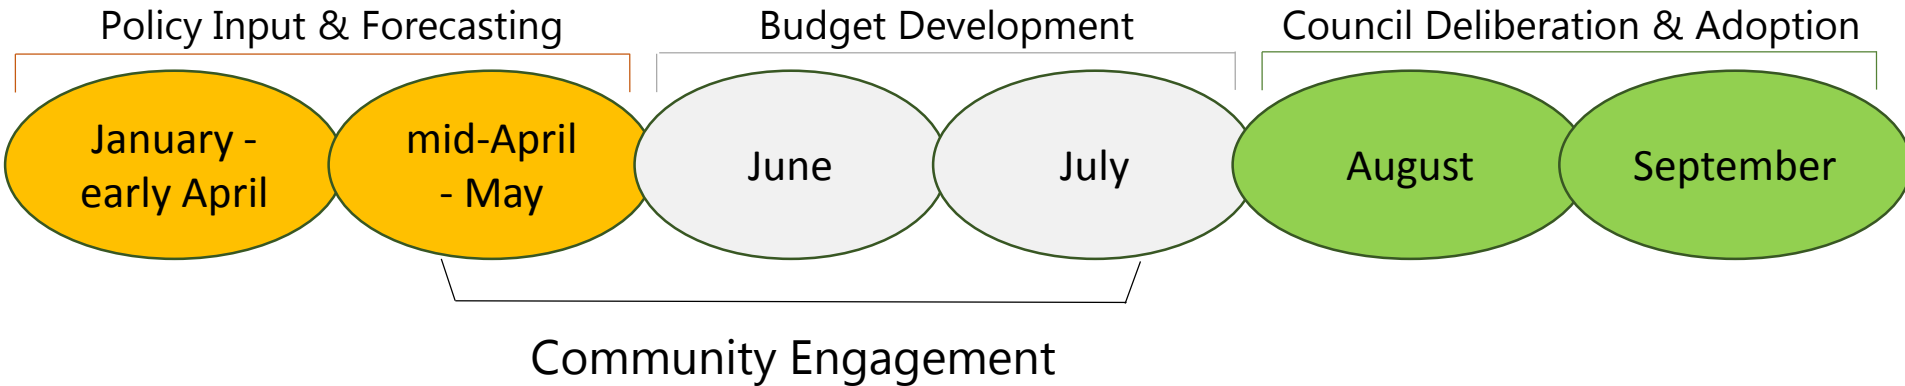 Policy Input & Forecasting
Budget Development
Council Deliberation & Adoption
January -
early April
mid-April
- May
June
July
August
September
Community Engagement